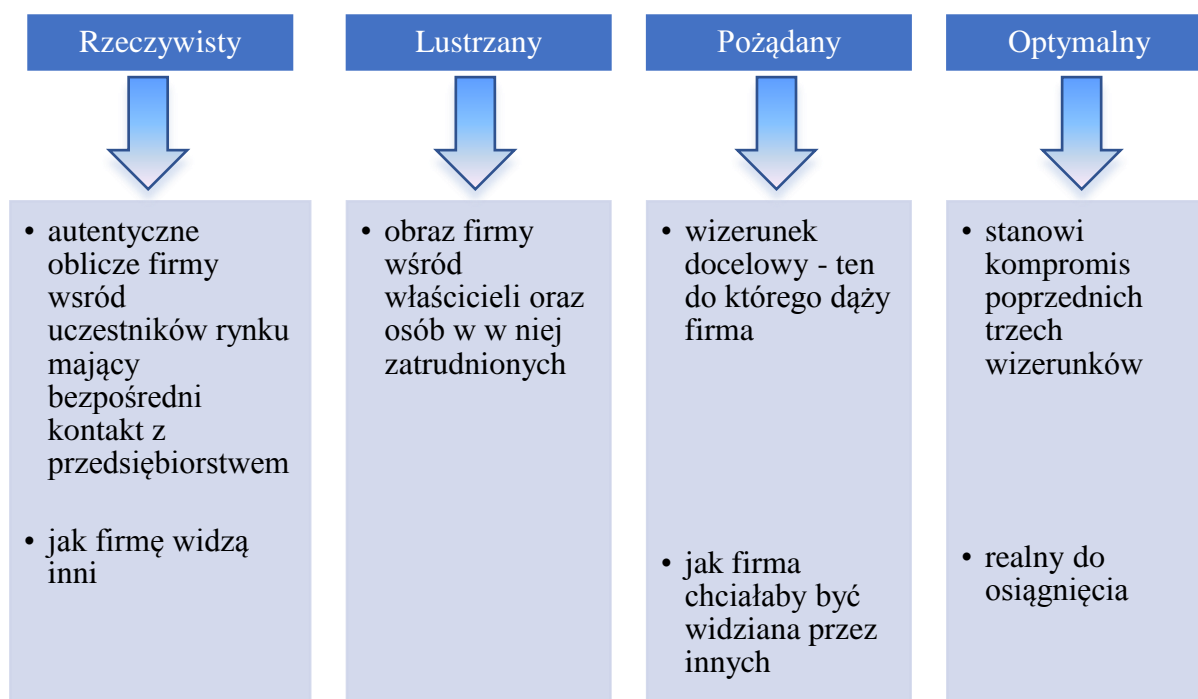 Rzeczywisty
• autentyczne
oblicze firmy
wsród
uczestników rynku
mający
bezpośredni
kontakt z
przedsiębiorstwem
• jak firmę widzą
inni
Lustrzany
• obraz firmy
wśród
właścicieli oraz
osób w w niej
zatrudnionych
Pożądany
• wizerunek
docelowy - ten
do którego dąży
firma
• jak firma
chciałaby być
widziana przez
innych
Optymalny
• stanowi
kompromis
poprzednich
trzech
wizerunków
• realny do
osiągnięcia